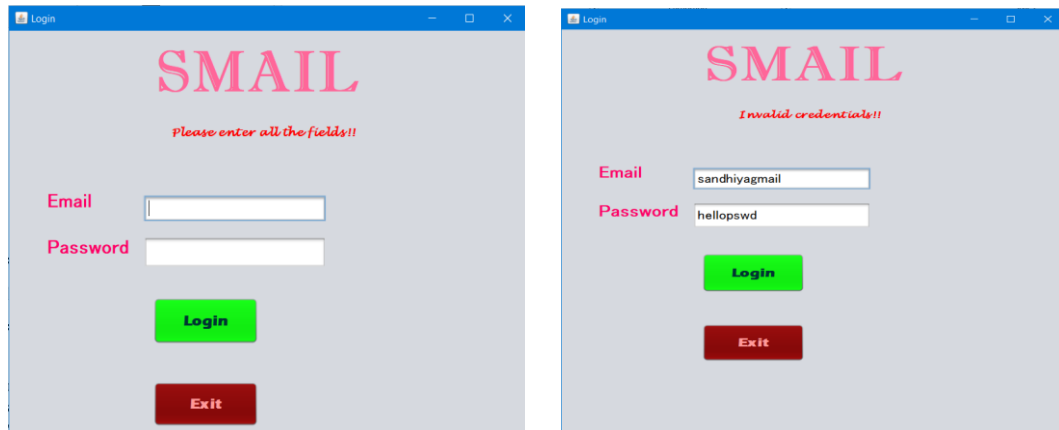 Login
SMAIL
Please enter all the fields!!
Email
Password
Login
Exit
Login
SMAIL
Invalid credentials!!
Email
sandhiyagmail
Password
hellopswd
Login
Exit